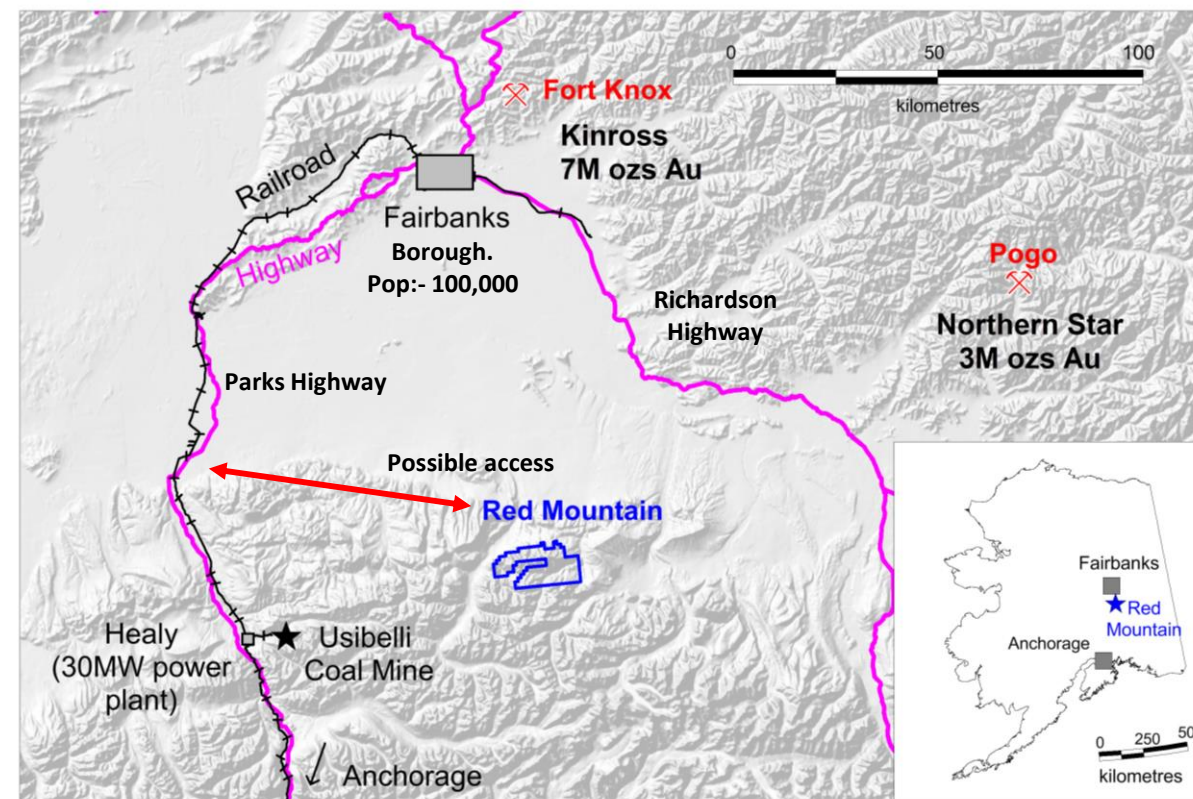 0 50 100
kilometres
Fort Knox
Kinross
7M ozs Au
Railroad
Fairbanks
Borough.
Pop:- 100,000
Highway
Pogo
Northern Star
3M ozs Au
Richardson
Highway
Parks Highway
Possible access
Red Mountain
Healy
(30MW power
plant)
Usibelli
Coal Mine
Anchorage
Fairbanks
Red
Mountain
Anchorage
0 250 50
kilometres